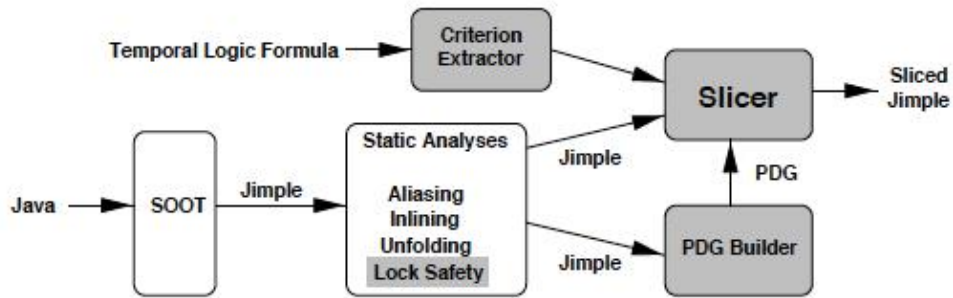 Temporal Logic Formula
Criterion
Extractor
Slicer
Sliced
Jimple
Java
SOOT
Jimple
Static Analyses
Aliasing
Inlining
Unfolding
Lock Safety
Jimple
Jimple
PDG
PDG Builder